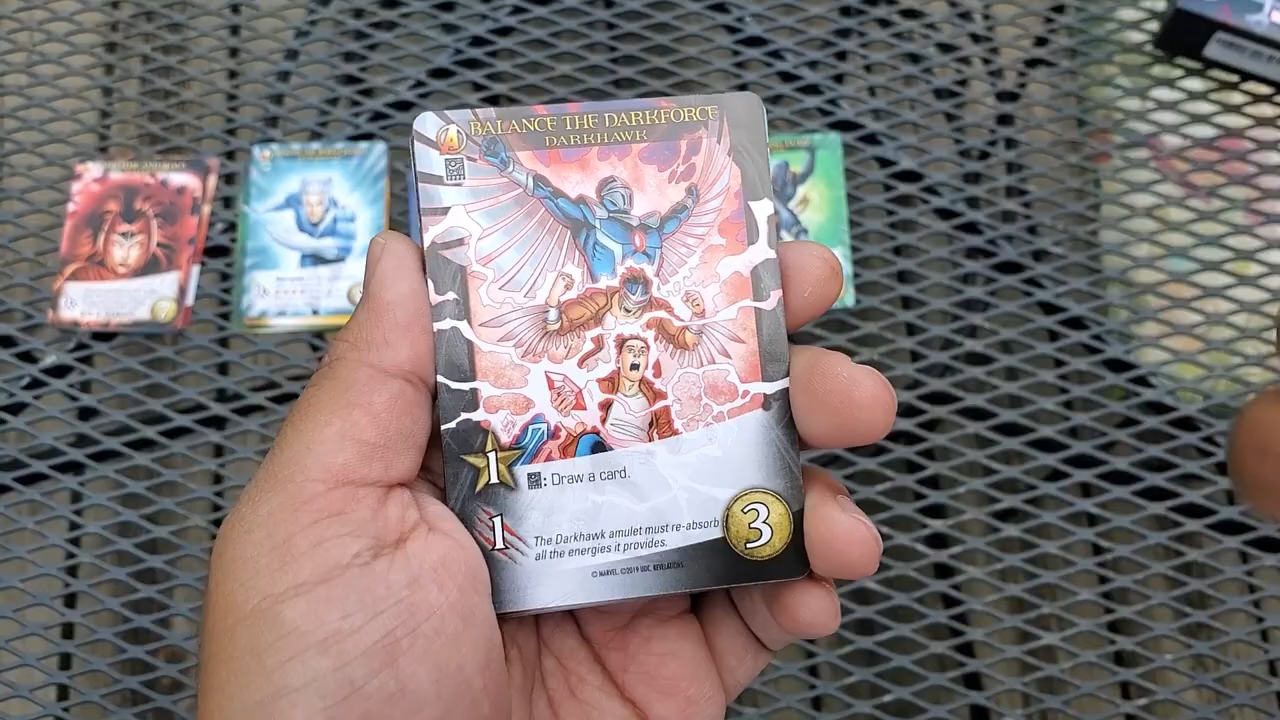 BALANCE THE DARKFORCE
DARKHAWK
1
: Draw a card.
1
The Darkhawk amulet must re-absorb
all the energies it provides.
3
© MARVEL. ©2019 UDC. REVELATIONS.
7